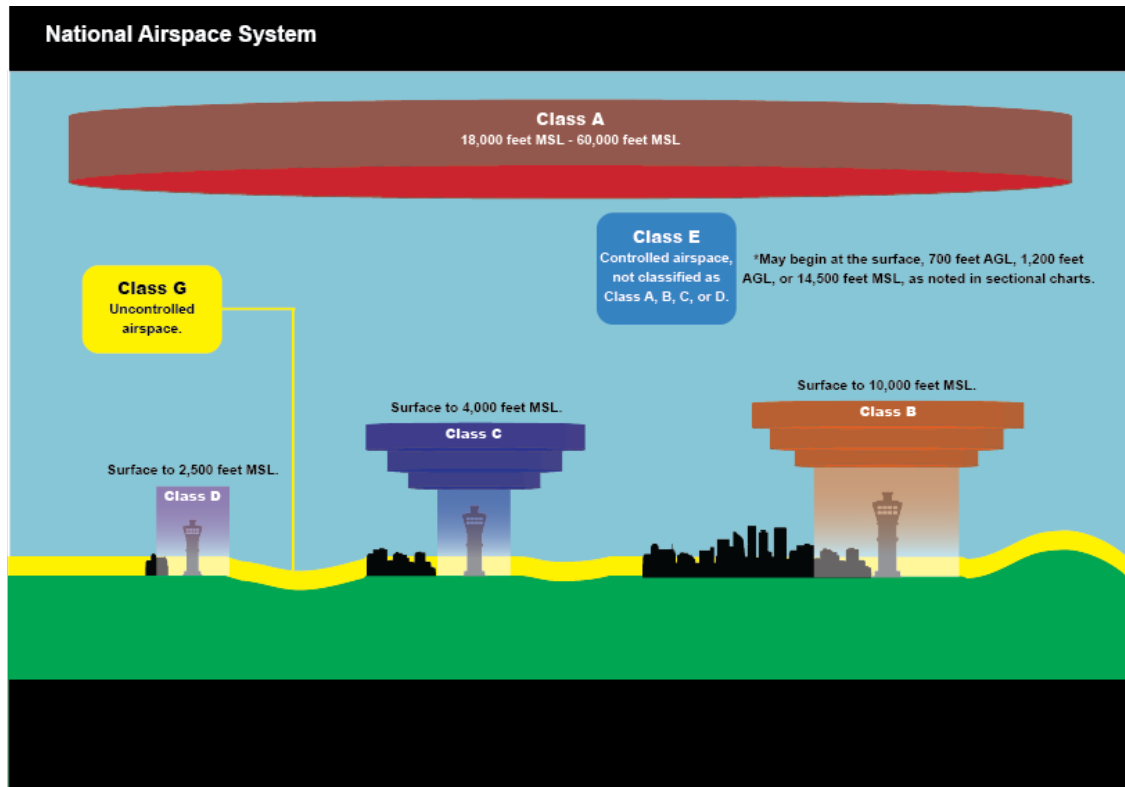 National Airspace System
Class A
18,000 feet MSL - 60,000 feet MSL
Class E
Controlled airspace,
not classified as
Class A, B, C, or D.
*May begin at the surface, 700 feet AGL, 1,200 feet
AGL, or 14,500 feet MSL, as noted in sectional charts.
Class G
Uncontrolled
airspace.
Surface to 10,000 feet MSL.
Class B
Surface to 4,000 feet MSL.
Class C
Surface to 2,500 feet MSL.
Class D